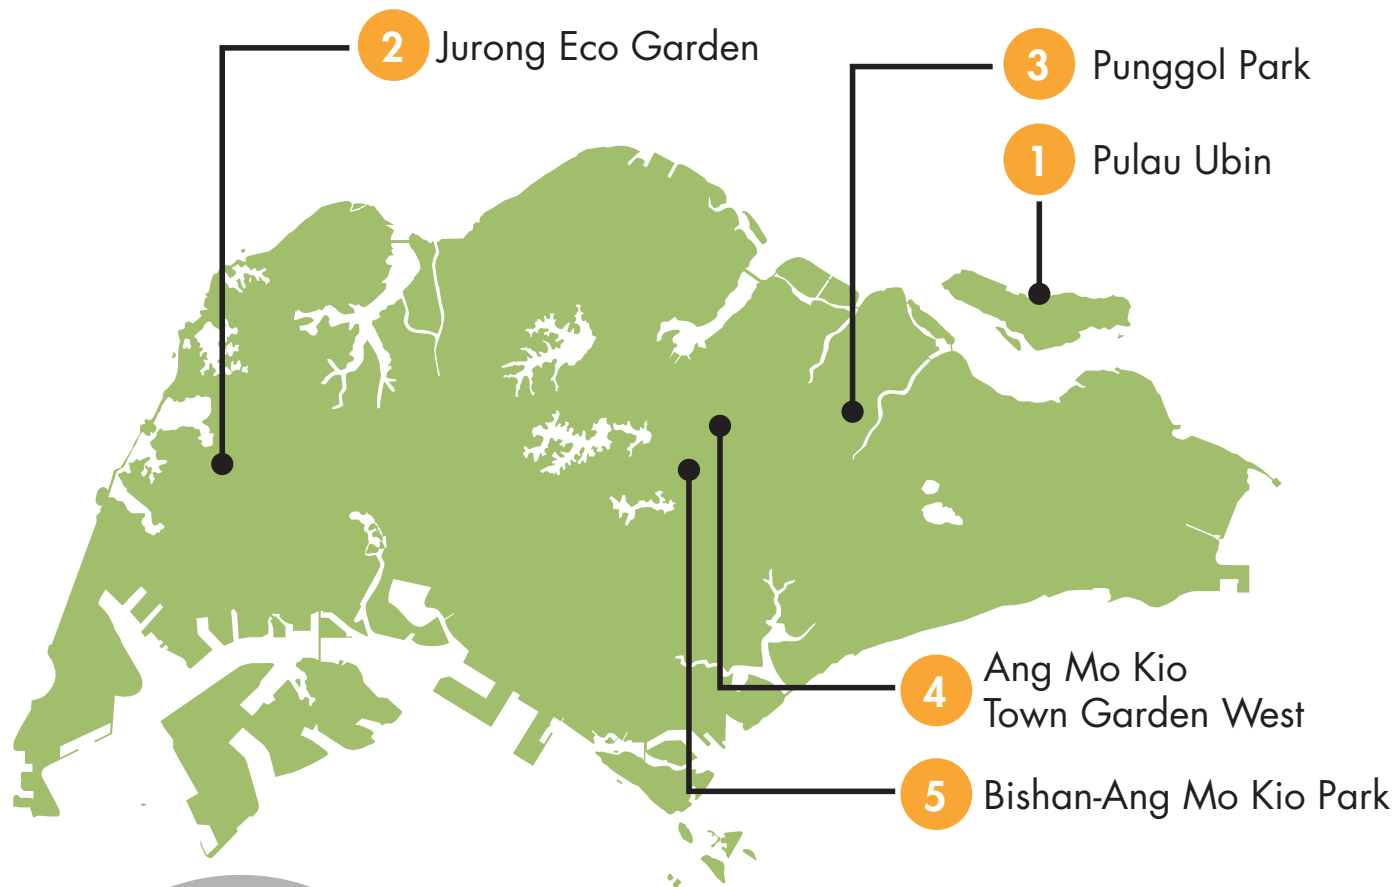 2 Jurong Eco Garden
3 Punggol Park
1 Pulau Ubin
4 Ang Mo Kio
Town Garden West
5 Bishan-Ang Mo Kio Park